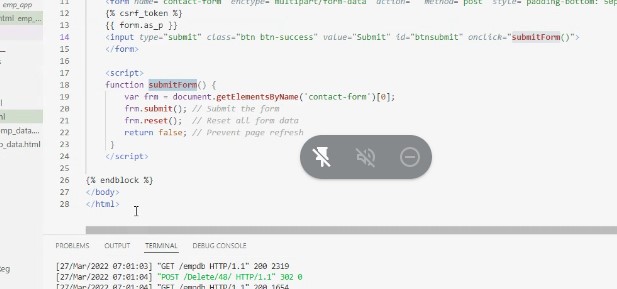 emp_app
html emp_...
ml
mp_data....
p_data.html
eg
11 <form name= contact-form enctype= multipart/form-data action= method= post style= padding-bottom: 50p
12 {% csrf_token %}
13 {{ form.as_p }}
14 <input type="submit" class="btn btn-success" value="Submit" id="btnsubmit" onclick="submitForm()">
15 </form>
16
17 <script>
18 function submitForm() {
19 var frm = document.getElementsByName('contact-form')[0];
20 frm.submit(); // Submit the form
21 frm.reset(); // Reset all form data
22 return false; // Prevent page refresh
23 }
24 </script>
25
26 {% endblock %}
27 </body>
28 </html>
PROBLEMS OUTPUT TERMINAL DEBUG CONSOLE
[27/Mar/2022 07:01:03] "GET /empdb HTTP/1.1" 200 2319
[27/Mar/2022 07:01:04] "POST /Delete/48/ HTTP/1.1" 302 0
[27/Mar/2022 07:01:04] "GET /empdb HTTP/1.1" 200 1654